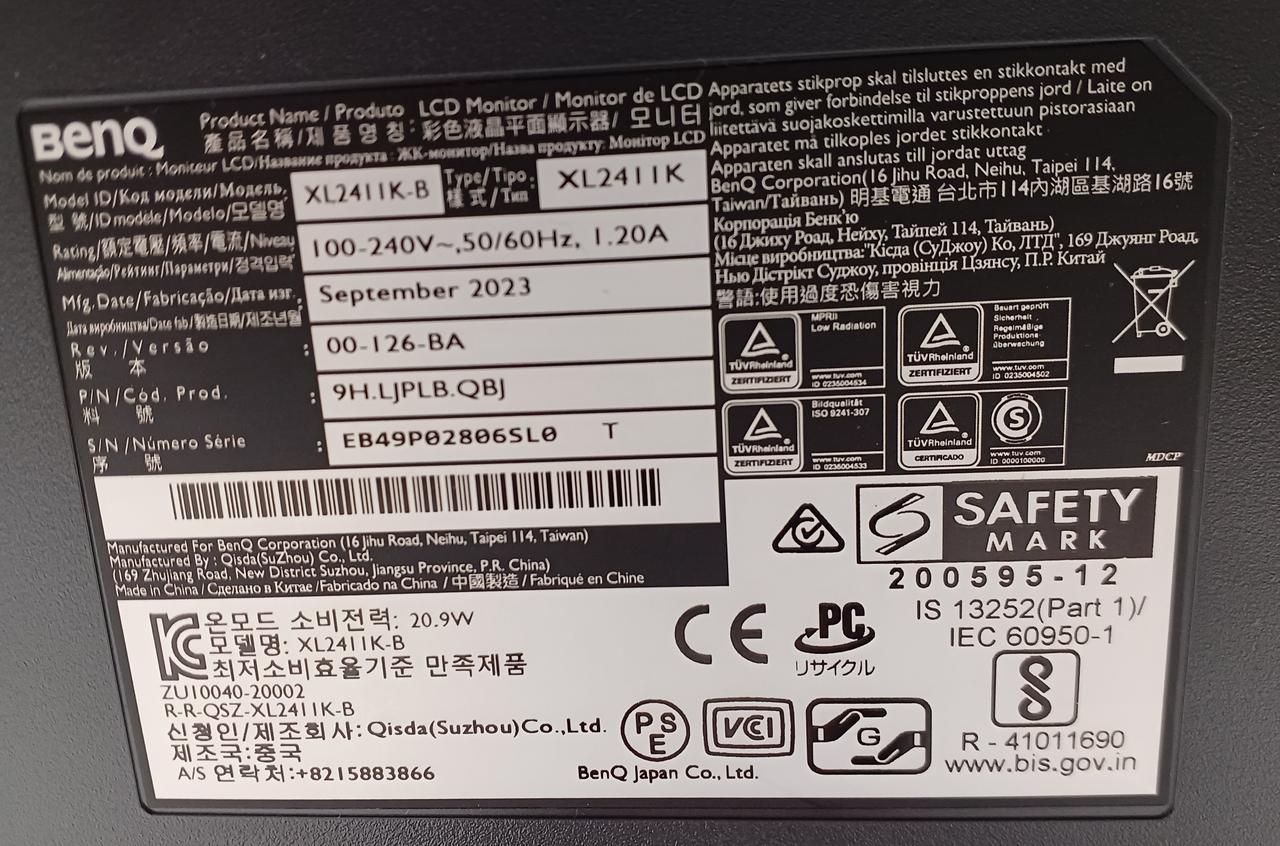 BenQ
Product Name / Produto LCD Monitor / Monitor de LCD
產品名稱/제품명칭: 彩色液晶平面顯示器/ 모니터
Nom de produit : Moniteur LCD/Название продукта : ЖК-монитор/Назва продукту: Монітор LCD
Model ID/Код модели/Модель,
型 號/ID modèle/Modelo/모델명
XL2411K-B
Type/Tipo:
樣式/Тип
XL2411K
Rating/額定電壓/頻率/電流/Niveau
Alimentação/Рейтинг/Параметри/정격입력
100-240V~,50/60Hz, 1.20A
Mfg. Date/Fabricação/Дата изг.
Дата виробництва/Date fab/製造日期/제조년월
September 2023
Rev./Versão
版 本
: 00-126-BA
P/N/Cód. Prod.
料 號
: 9H.LJPLB.QBJ
S/N/Número Série
序 號
: EB49P02806SL0 T
Manufactured For BenQ Corporation (16 Jihu Road, Neihu, Taipei 114, Taiwan)
Manufactured By : Qisda(SuZhou) Co., Ltd.
(169 Zhujiang Road, New District Suzhou, Jiangsu Province, P.R. China)
Made in China / Сделано в Китае /Fabricado na China / 中國製造 / Fabriqué en Chine
Apparatets stikprop skal tilsluttes en stikkontakt med
jord, som giver forbindelse til stikproppens jord / Laite on
liitettävä suojakoskettimilla varustettuun pistorasiaan
Apparatet må tilkoples jordet stikkontakt
Apparaten skall anslutas till jordat uttag
BenQ Corporation(16 Jihu Road, Neihu, Taipei 114,
Taiwan/Taiwan) 明基電通 台北市114內湖區基湖路16號
Корпорація Бенк'ю
(16 Джиху Роад, Нейху, Тайпей 114, Тайвань)
Місце виробництва:"Кісда (СуДжоу) Ко, ЛТД", 169 Джуянг Роад,
Нью Дістрікт Суджоу, провінція Цзянсу, П.Р. Китай
警語:使用過度恐傷害視力
TÜVRheinland
ZERTIFIZIERT
MPRII
Low Radiation
www.tuv.com
ID 0235004534
TÜVRheinland
ZERTIFIZIERT
Bauart geprüft
Sicherheit
Regelmäßige
Produktions-
überwachung
www.tuv.com
ID 0235004502
TÜVRheinland
ZERTIFIZIERT
Bildqualität
ISO 9241-307
www.tuv.com
ID 0235004533
TÜVRheinland
CERTIFICADO
S
www.tuv.com
ID 0000100000
MDCP
SAFETY
MARK
200595-12
KC
온모드 소비전력: 20.9W
모델명: XL2411K-B
최저소비효율기준 만족제품
ZU10040-20002
R-R-QSZ-XL2411K-B
신청인/제조회사: Qisda(Suzhou)Co.,Ltd.
제조국:중국
A/S 연락처:+8215883866
CE
PC
リサイクル
IS 13252(Part 1)/
IEC 60950-1
PSE
VCCI
G
BenQ Japan Co., Ltd.
R - 41011690
www.bis.gov.in